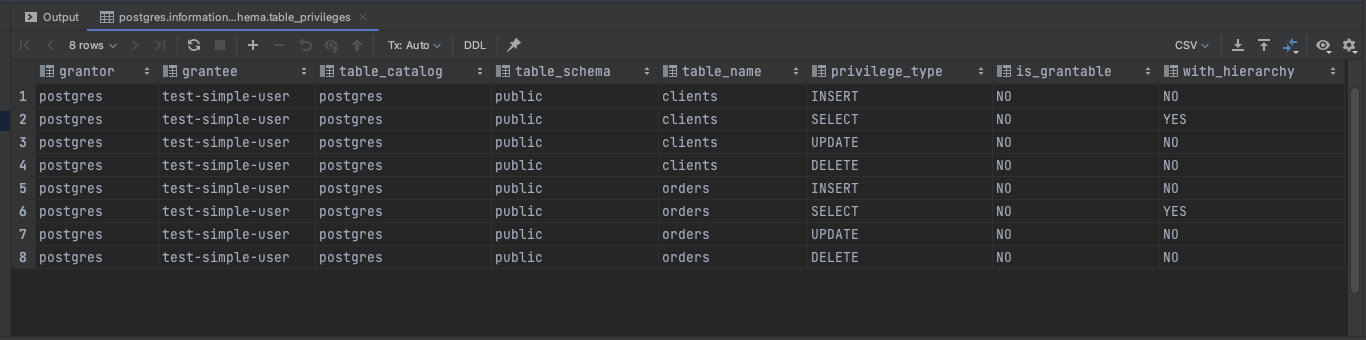 Output postgres.information...hema.table_privileges
8 rows Tx: Auto DDL CSV
grantor grantee table_catalog table_schema table_name privilege_type is_grantable with_hierarchy
1 postgres test-simple-user postgres public clients INSERT NO NO
2 postgres test-simple-user postgres public clients SELECT NO YES
3 postgres test-simple-user postgres public clients UPDATE NO NO
4 postgres test-simple-user postgres public clients DELETE NO NO
5 postgres test-simple-user postgres public orders INSERT NO NO
6 postgres test-simple-user postgres public orders SELECT NO YES
7 postgres test-simple-user postgres public orders UPDATE NO NO
8 postgres test-simple-user postgres public orders DELETE NO NO